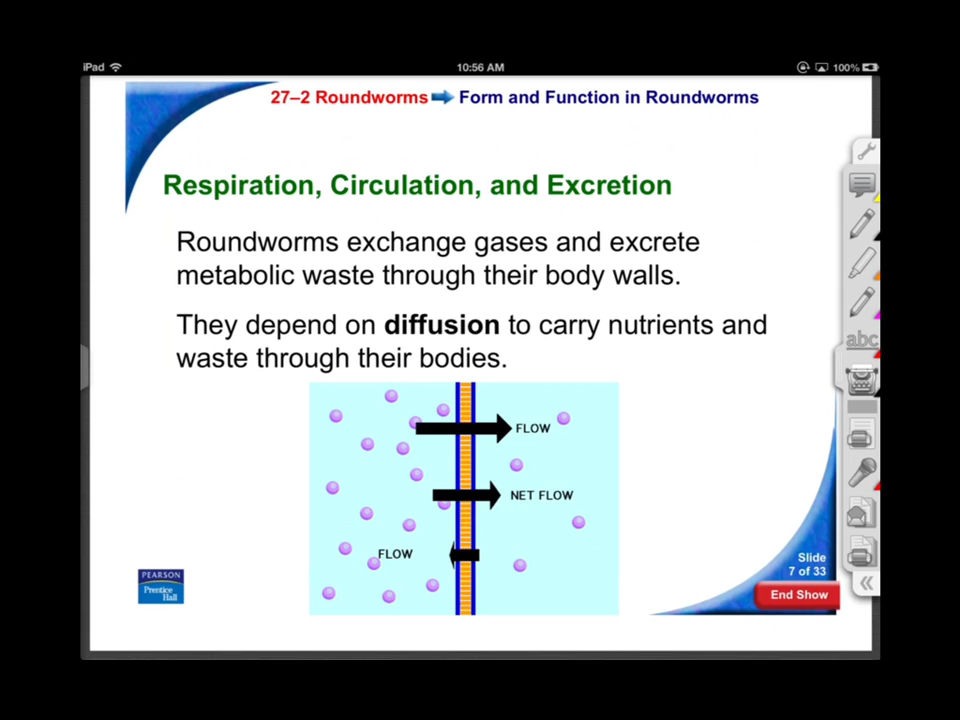 iPad 10:56 AM 100%
27–2 Roundworms Form and Function in Roundworms
Respiration, Circulation, and Excretion
Roundworms exchange gases and excrete
metabolic waste through their body walls.
They depend on diffusion to carry nutrients and
waste through their bodies.
FLOW
NET FLOW
FLOW
abc
PEARSON
Prentice
Hall
Slide
7 of 33
End Show